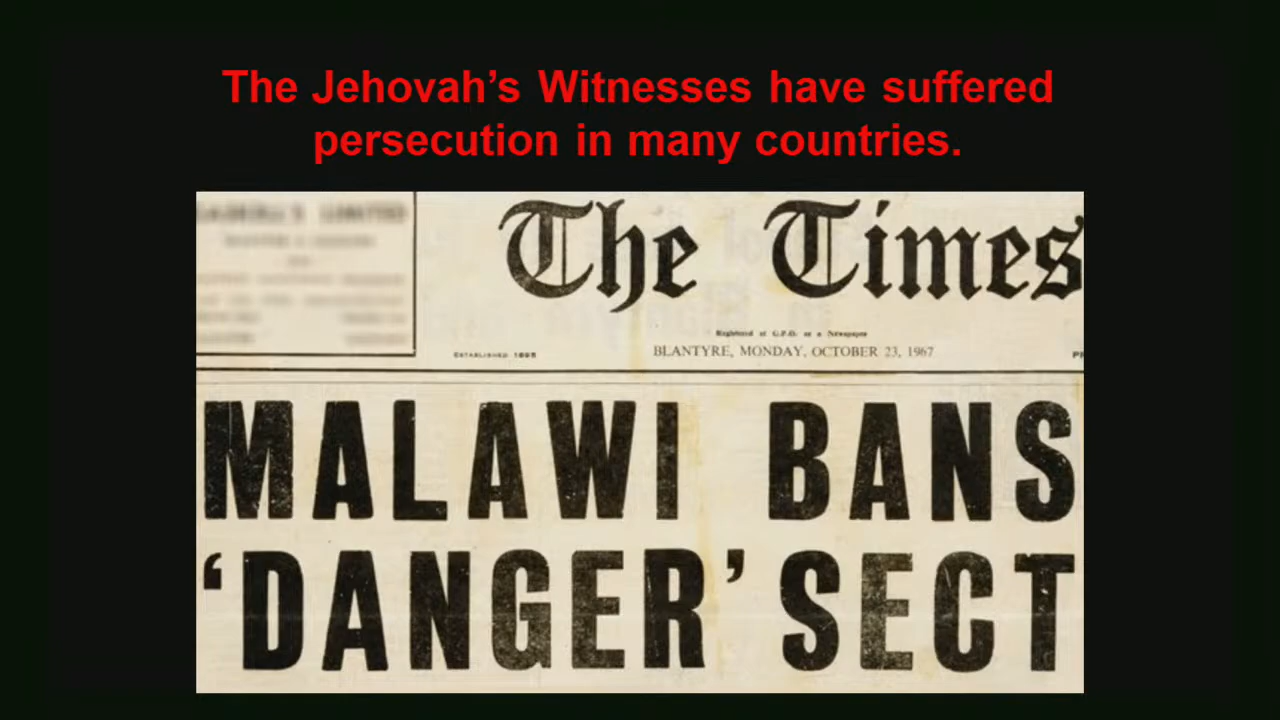 The Jehovah’s Witnesses have suffered
persecution in many countries.
The Times
Registered at G.P.O. as a Newspaper
ESTABLISHED 1895
BLANTYRE, MONDAY, OCTOBER 23, 1967
MALAWI BANS
‘DANGER’ SECT